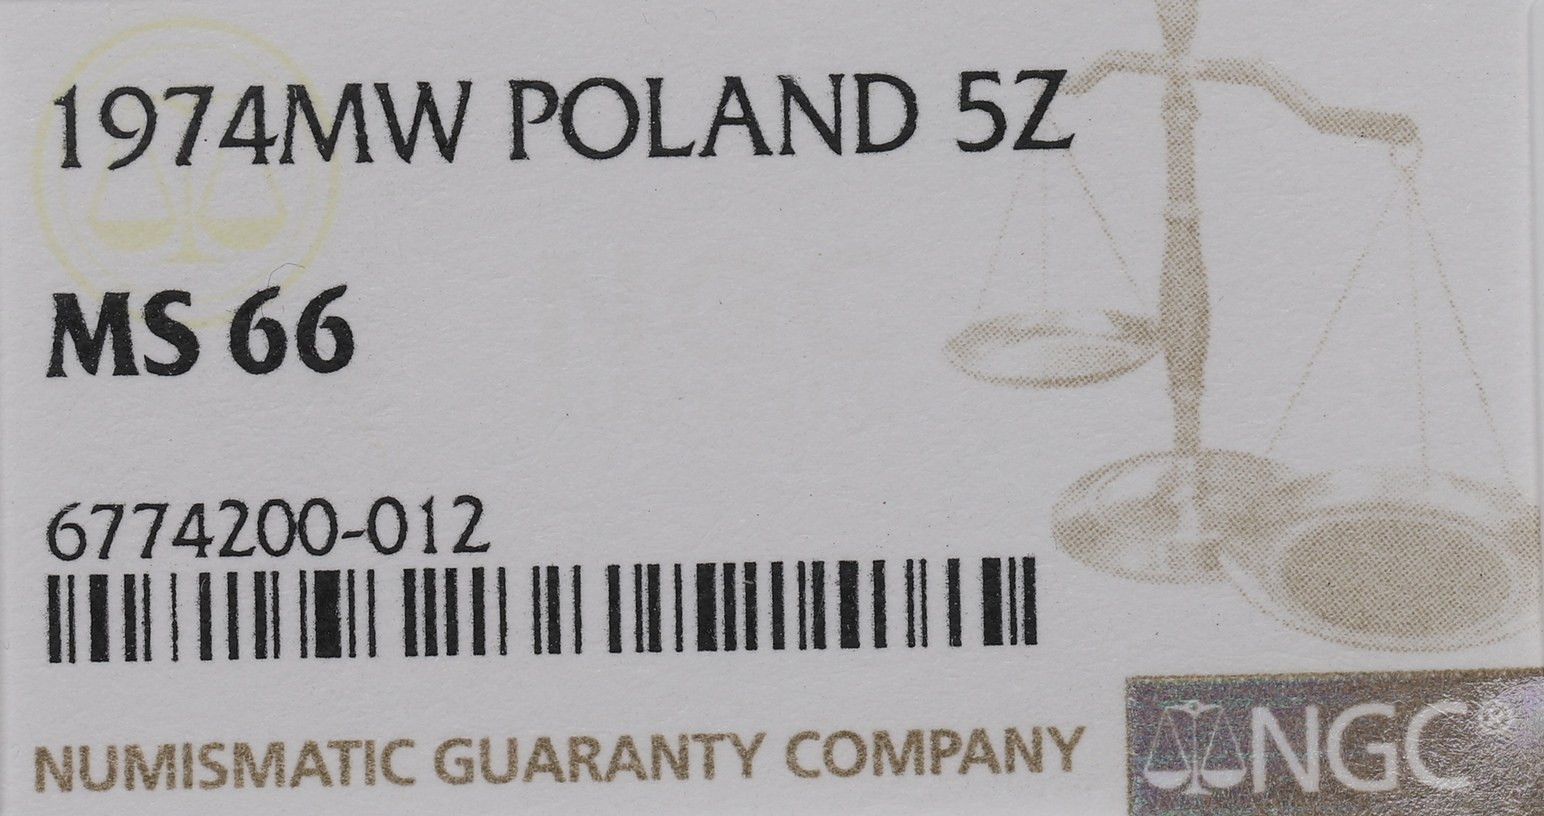 1974MW POLAND 5Z
MS 66
6774200-012
NUMISMATIC GUARANTY COMPANY
NGC®